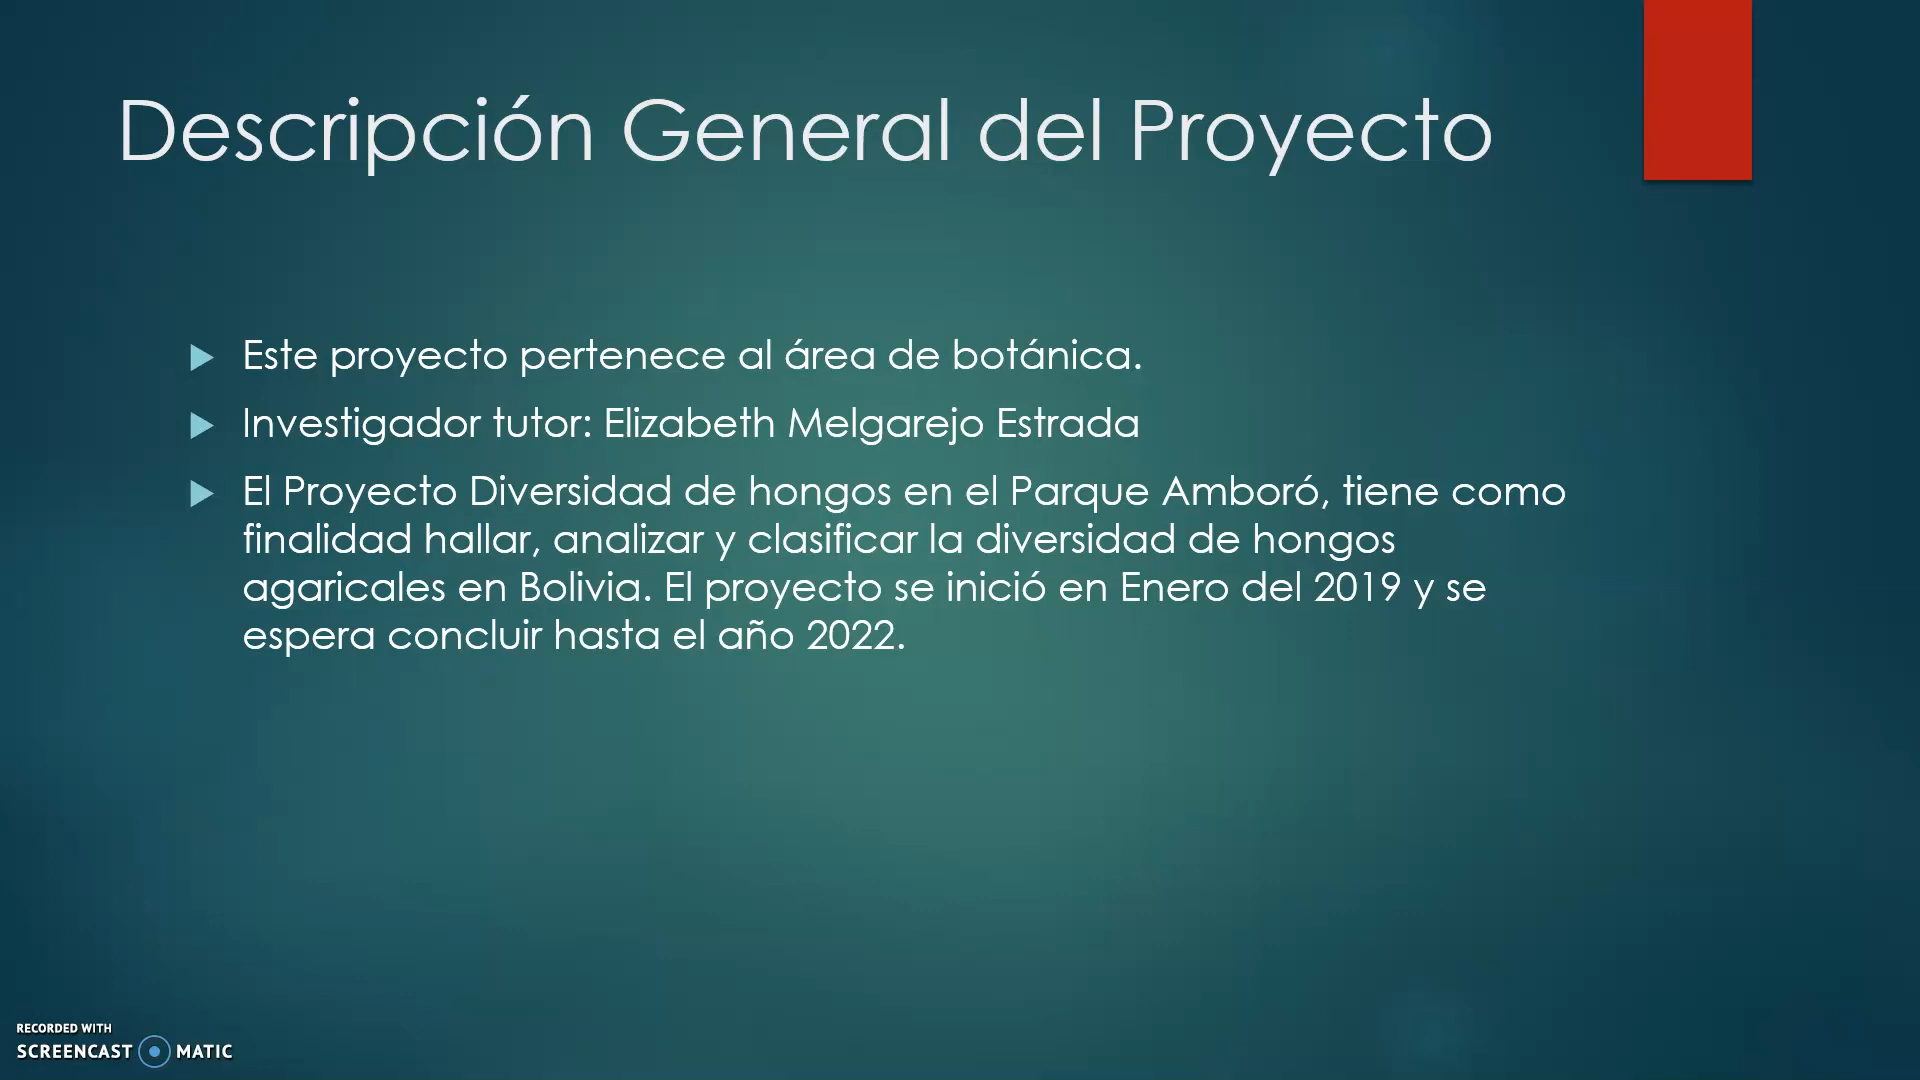 Descripción General del Proyecto
Este proyecto pertenece al área de botánica.
Investigador tutor: Elizabeth Melgarejo Estrada
El Proyecto Diversidad de hongos en el Parque Amboró, tiene como
finalidad hallar, analizar y clasificar la diversidad de hongos
agaricales en Bolivia. El proyecto se inició en Enero del 2019 y se
espera concluir hasta el año 2022.
RECORDED WITH
SCREENCAST MATIC